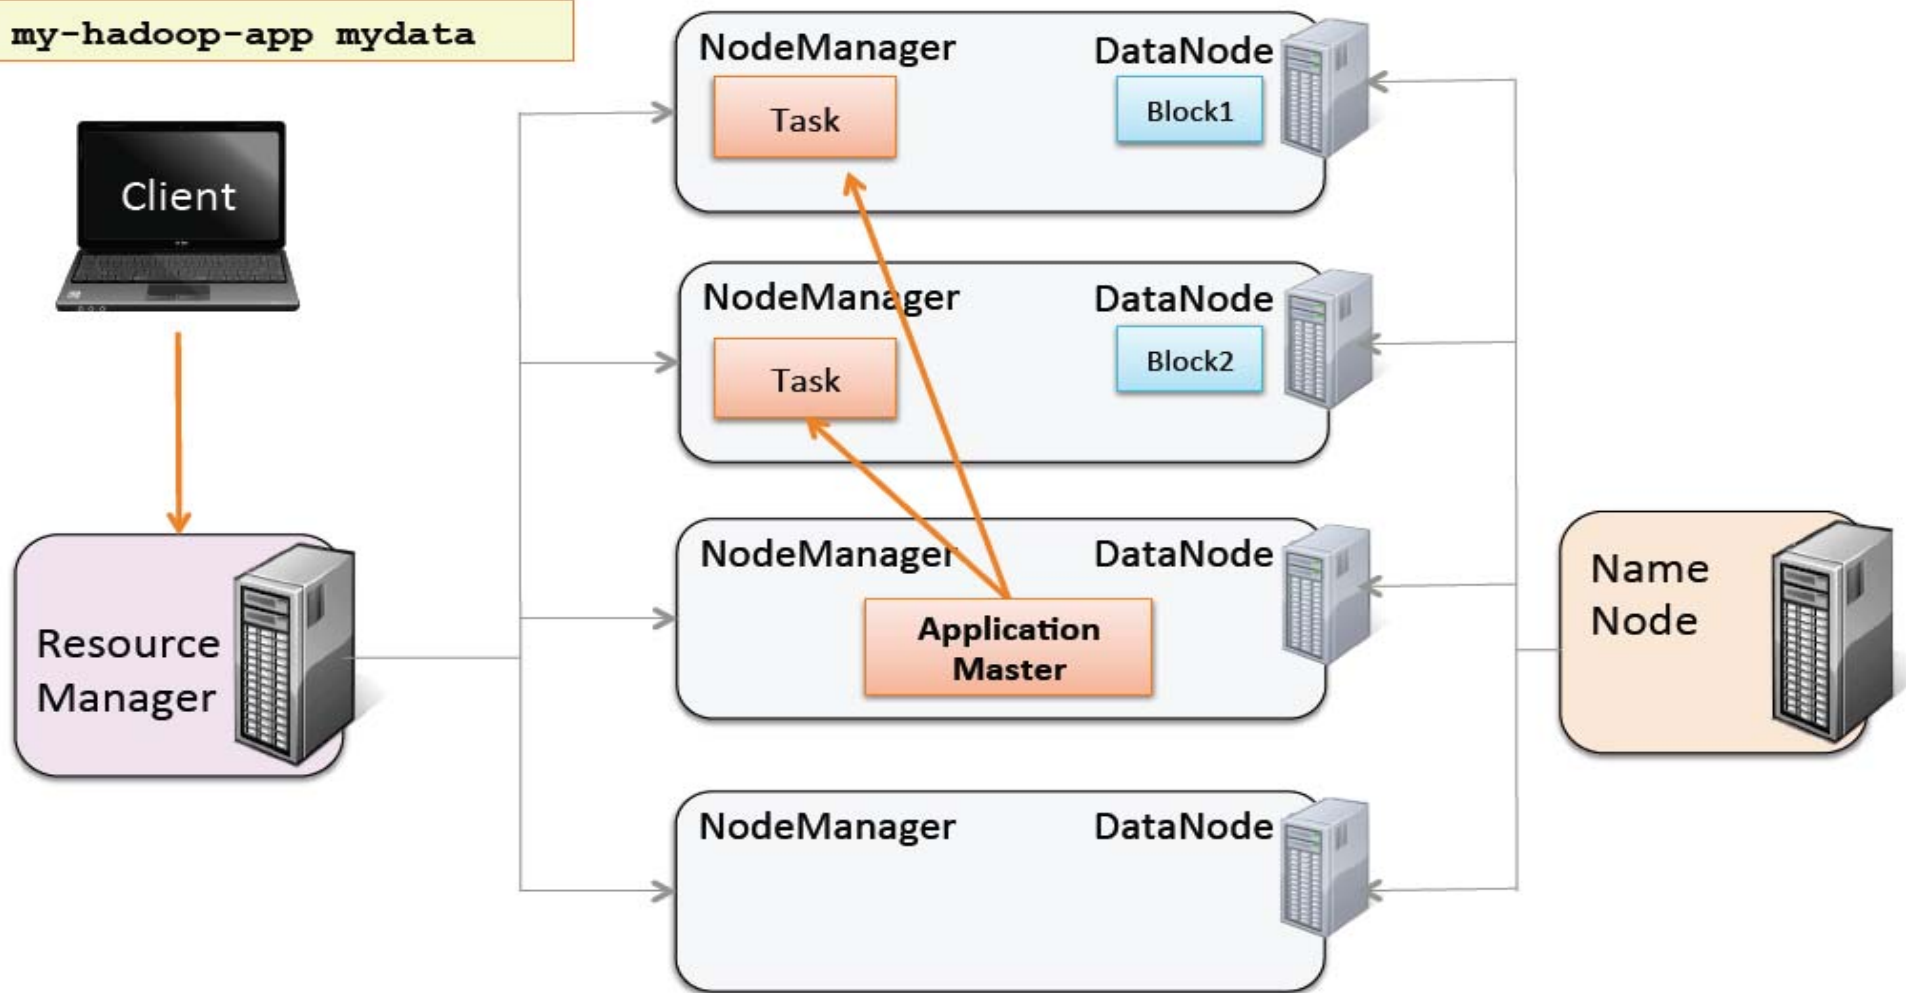 my-hadoop-app mydata
Client
Resource
Manager
NodeManager
DataNode
Task
Block1
NodeManager
DataNode
Task
Block2
NodeManager
DataNode
Application
Master
NodeManager
DataNode
Name
Node